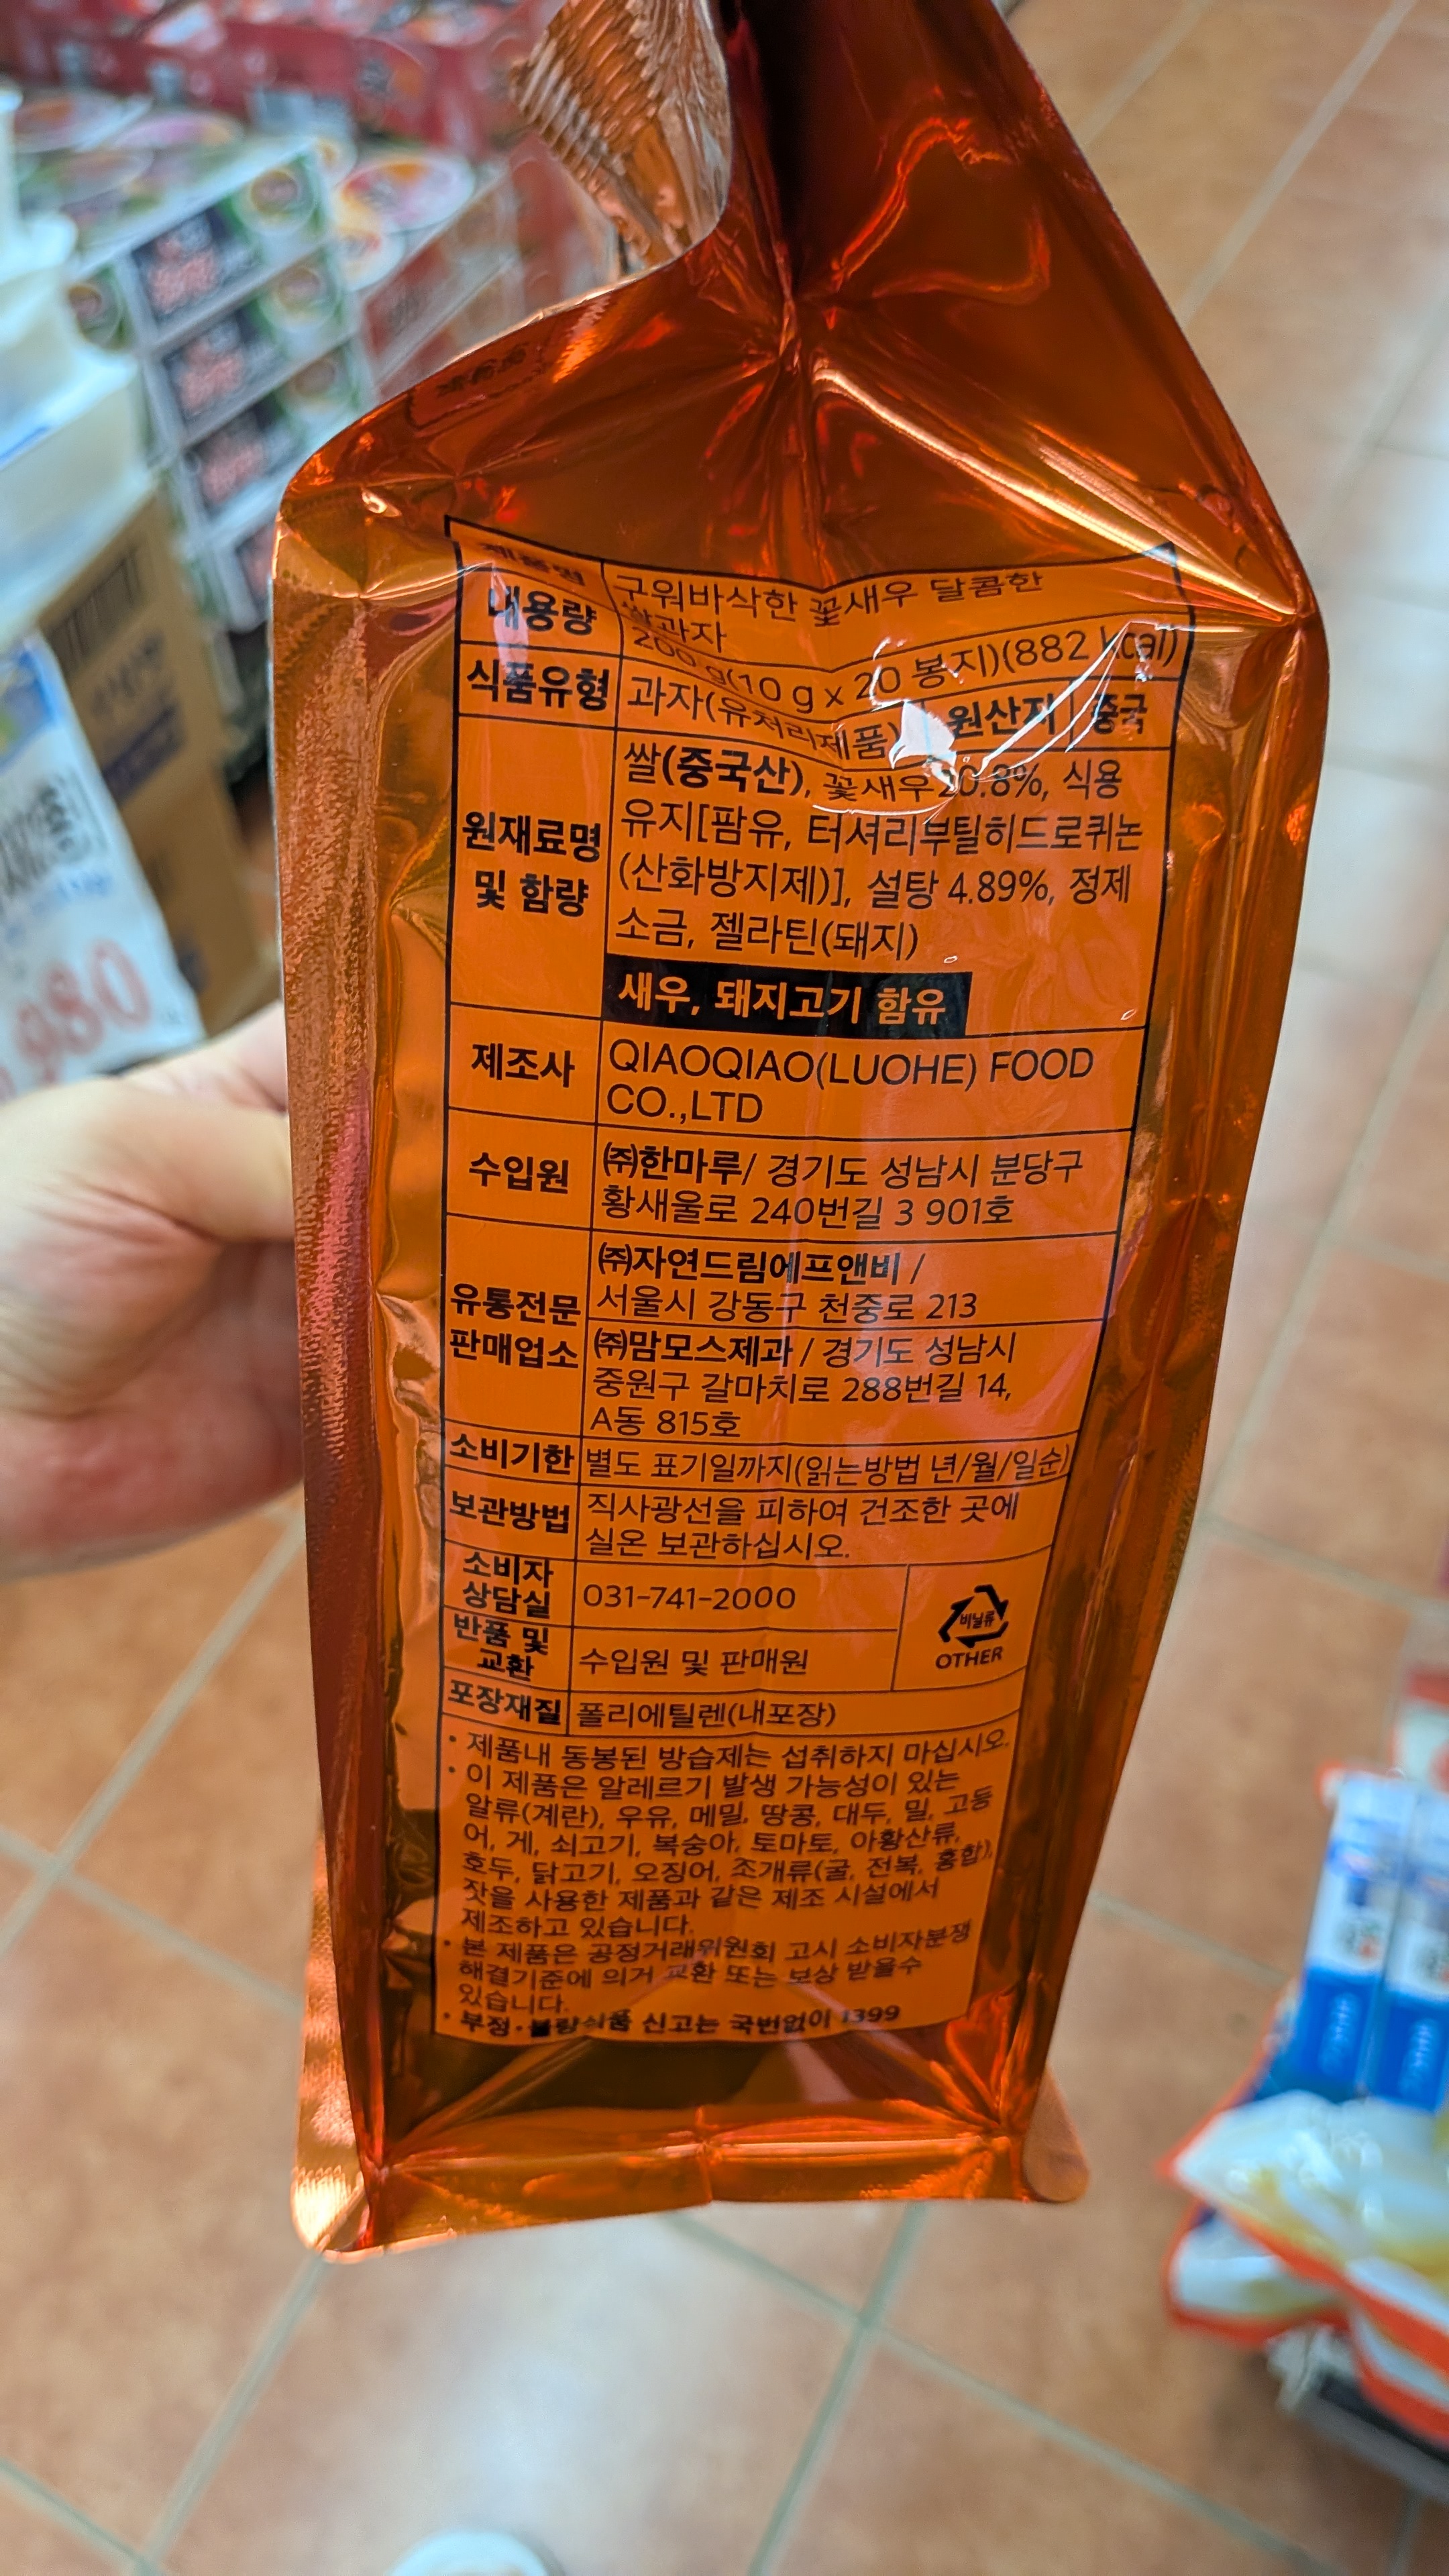 제품명
구워바삭한 꽃새우 달콤한
쌀과자
내용량
200 g(10 g x 20 봉지)(882 kcal)
식품유형
과자(유처리제품)
원산지
중국
원재료명
및 함량
쌀(중국산), 꽃새우20.8%, 식용
유지[팜유, 터셔리부틸히드로퀴논
(산화방지제)], 설탕 4.89%, 정제
소금, 젤라틴(돼지)
새우, 돼지고기 함유
제조사
QIAOQIAO(LUOHE) FOOD
CO.,LTD
수입원
㈜한마루/ 경기도 성남시 분당구
황새울로 240번길 3 901호
유통전문
판매업소
㈜자연드림에프앤비 /
서울시 강동구 천중로 213
㈜맘모스제과 / 경기도 성남시
중원구 갈마치로 288번길 14,
A동 815호
소비기한
별도 표기일까지(읽는방법 년/월/일순)
보관방법
직사광선을 피하여 건조한 곳에
실온 보관하십시오.
소비자
상담실
031-741-2000
반품 및
교환
수입원 및 판매원
비닐류
OTHER
포장재질
폴리에틸렌(내포장)
• 제품내 동봉된 방습제는 섭취하지 마십시오.
• 이 제품은 알레르기 발생 가능성이 있는
알류(계란), 우유, 메밀, 땅콩, 대두, 밀, 고등
어, 게, 쇠고기, 복숭아, 토마토, 아황산류,
호두, 닭고기, 오징어, 조개류(굴, 전복, 홍합),
잣을 사용한 제품과 같은 제조 시설에서
제조하고 있습니다.
• 본 제품은 공정거래위원회 고시 소비자분쟁
해결기준에 의거 교환 또는 보상 받을수
있습니다.
• 부정·불량식품 신고는 국번없이 1399
980